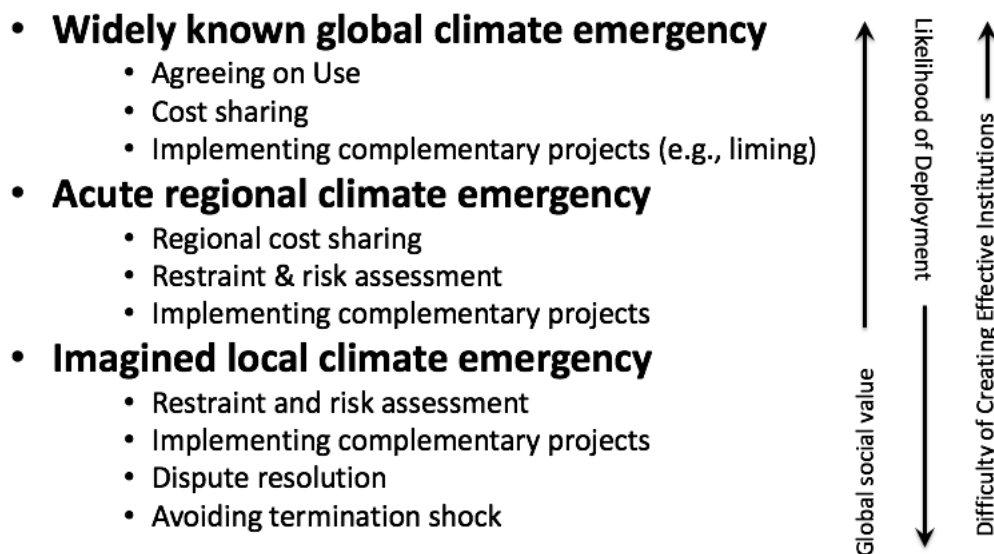 • Widely known global climate emergency
• Agreeing on Use
• Cost sharing
• Implementing complementary projects (e.g., liming)
• Acute regional climate emergency
• Regional cost sharing
• Restraint & risk assessment
• Implementing complementary projects
• Imagined local climate emergency
• Restraint and risk assessment
• Implementing complementary projects
• Dispute resolution
• Avoiding termination shock
Global social value
Likelihood of Deployment
Difficulty of Creating Effective Institutions